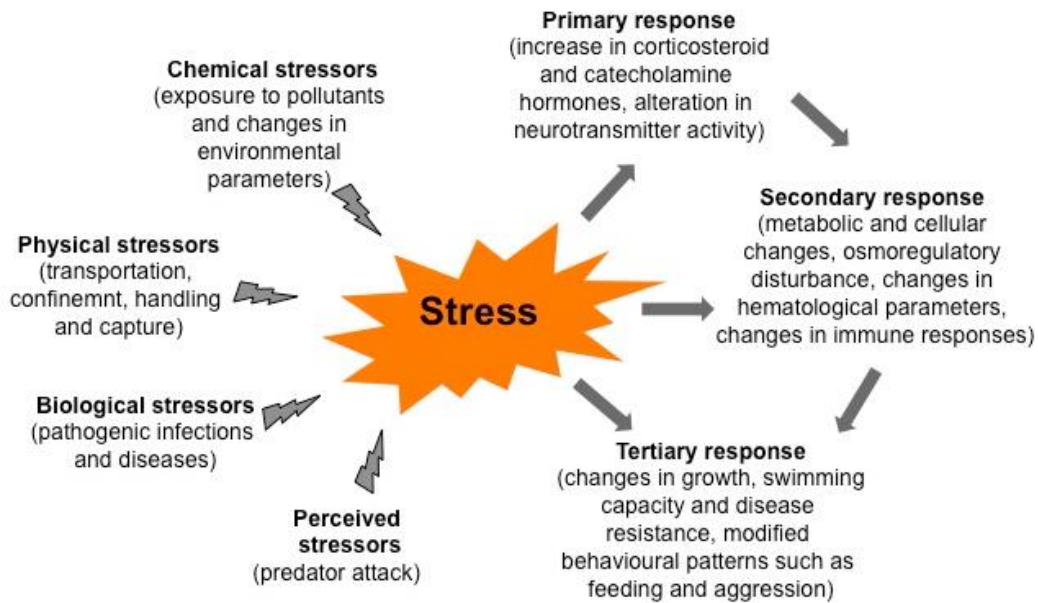 Chemical stressors
(exposure to pollutants
and changes in
environmental
parameters)
Physical stressors
(transportation,
confinemnt, handling
and capture)
Biological stressors
(pathogenic infections
and diseases)
Perceived
stressors
(predator attack)
Stress
Primary response
(increase in corticosteroid
and catecholamine
hormones, alteration in
neurotransmitter activity)
Secondary response
(metabolic and cellular
changes, osmoregulatory
disturbance, changes in
hematological parameters,
changes in immune responses)
Tertiary response
(changes in growth, swimming
capacity and disease
resistance, modified
behavioural patterns such as
feeding and aggression)